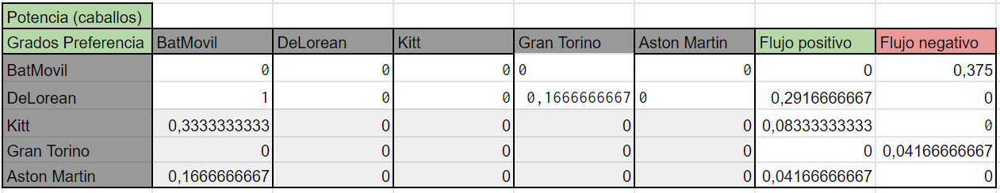 Potencia (caballos)
Grados Preferencia BatMovil DeLorean Kitt Gran Torino Aston Martin Flujo positivo Flujo negativo
BatMovil 0 0 0 0 0 0 0,375
DeLorean 1 0 0 0,1666666667 0 0,2916666667 0
Kitt 0,3333333333 0 0 0 0 0,08333333333 0
Gran Torino 0 0 0 0 0 0 0,04166666667
Aston Martin 0,1666666667 0 0 0 0 0,04166666667 0